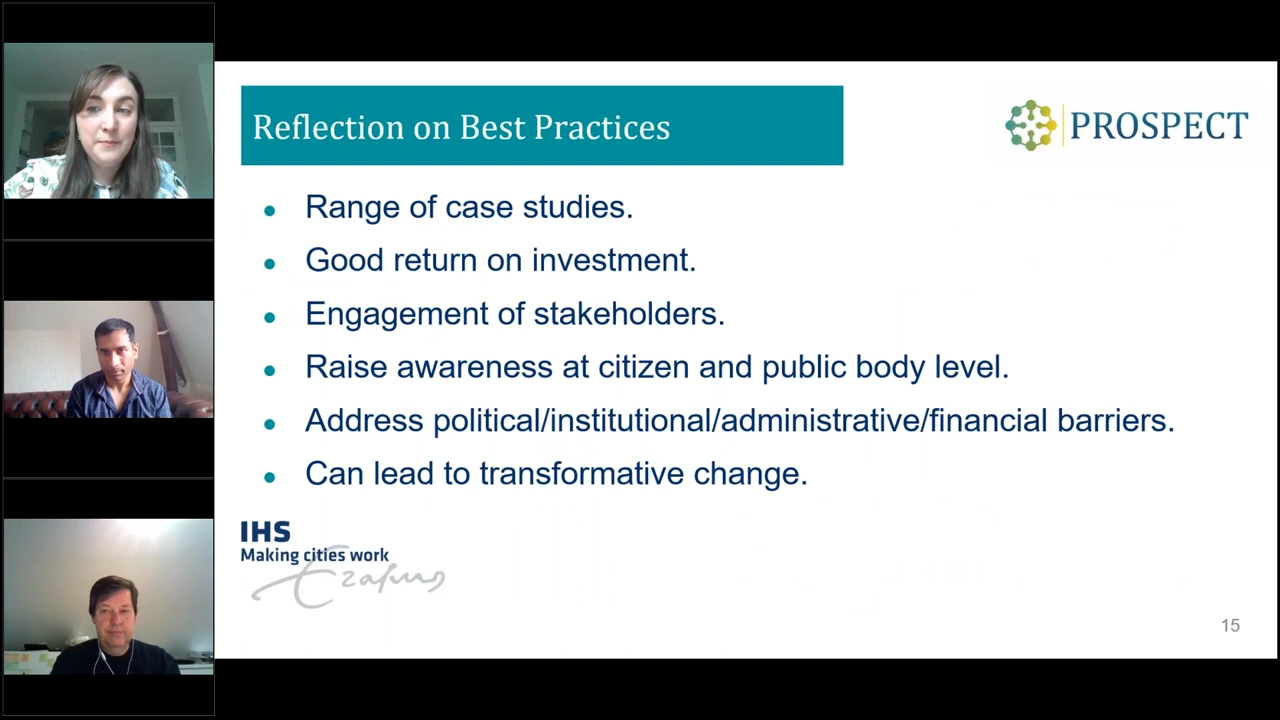 Reflection on Best Practices
PROSPECT
Range of case studies.
Good return on investment.
Engagement of stakeholders.
Raise awareness at citizen and public body level.
Address political/institutional/administrative/financial barriers.
Can lead to transformative change.
IHS
Making cities work
Erasmus
15